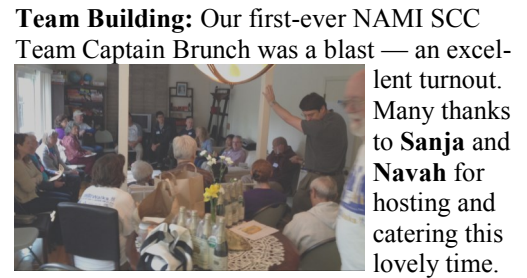 Team Building: Our first-ever NAMI SCC
Team Captain Brunch was a blast — an excel-
lent turnout.
Many thanks
to Sanja and
Navah for
hosting and
catering this
lovely time.